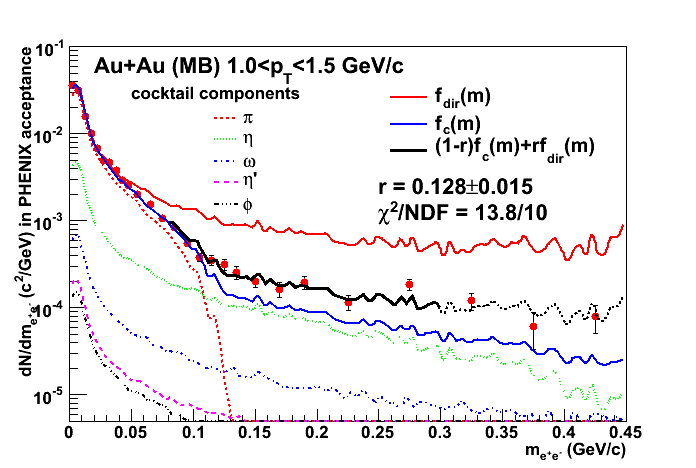 Au+Au (MB) 1.0<p_T<1.5 GeV/c
cocktail components
π
η
ω
η'
ϕ
f_dir(m)
f_c(m)
(1-r)f_c(m)+rf_dir(m)
r = 0.128±0.015
χ²/NDF = 13.8/10
dN/dm_e⁺e⁻ (c²/GeV) in PHENIX acceptance
10⁻¹
10⁻²
10⁻³
10⁻⁴
10⁻⁵
0 0.05 0.1 0.15 0.2 0.25 0.3 0.35 0.4 0.45
m_e⁺e⁻ (GeV/c)